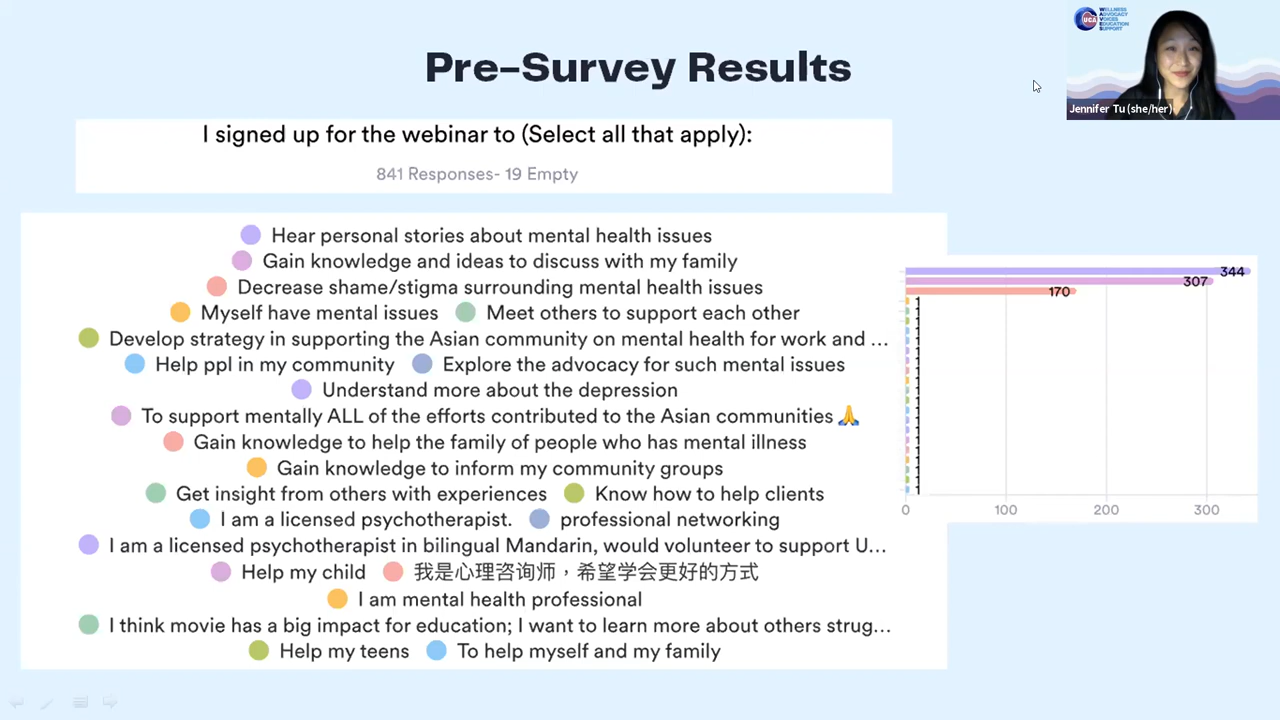 Pre-Survey Results
WELLNESS
ADVOCACY
VOICES
EDUCATION
SUPPORT
UCA
Jennifer Tu (she/her)
I signed up for the webinar to (Select all that apply):
841 Responses- 19 Empty
Hear personal stories about mental health issues
Gain knowledge and ideas to discuss with my family
Decrease shame/stigma surrounding mental health issues
Myself have mental issues Meet others to support each other
Develop strategy in supporting the Asian community on mental health for work and ...
Help ppl in my community Explore the advocacy for such mental issues
Understand more about the depression
To support mentally ALL of the efforts contributed to the Asian communities 🙏
Gain knowledge to help the family of people who has mental illness
Gain knowledge to inform my community groups
Get insight from others with experiences Know how to help clients
I am a licensed psychotherapist. professional networking
I am a licensed psychotherapist in bilingual Mandarin, would volunteer to support U...
Help my child 我是心理咨询师，希望学会更好的方式
I am mental health professional
I think movie has a big impact for education; I want to learn more about others strug...
Help my teens To help myself and my family
344
307
170
0 100 200 300